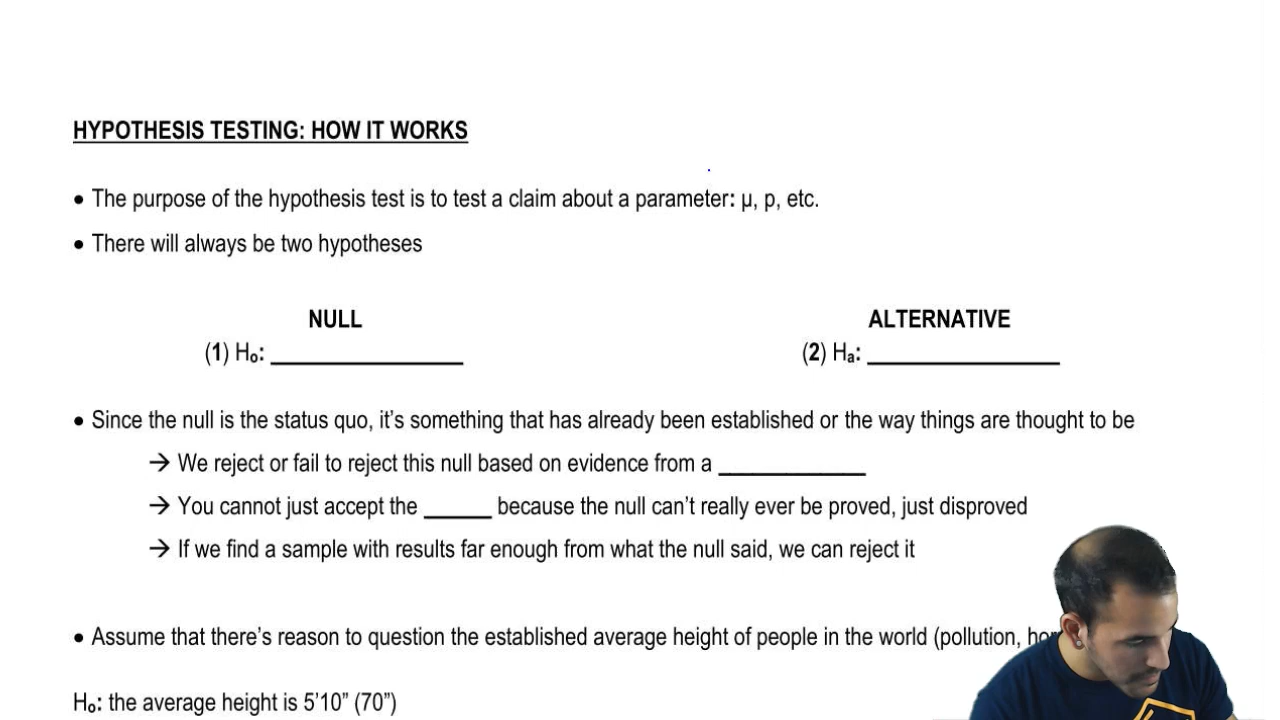 HYPOTHESIS TESTING: HOW IT WORKS
• The purpose of the hypothesis test is to test a claim about a parameter: μ, p, etc.
• There will always be two hypotheses
NULL ALTERNATIVE
(1) Hₒ: ________________ (2) Hₐ: ________________
• Since the null is the status quo, it’s something that has already been established or the way things are thought to be
→ We reject or fail to reject this null based on evidence from a ____________
→ You cannot just accept the ______ because the null can’t really ever be proved, just disproved
→ If we find a sample with results far enough from what the null said, we can reject it
• Assume that there’s reason to question the established average height of people in the world (pollution,
Hₒ: the average height is 5’10” (70”)